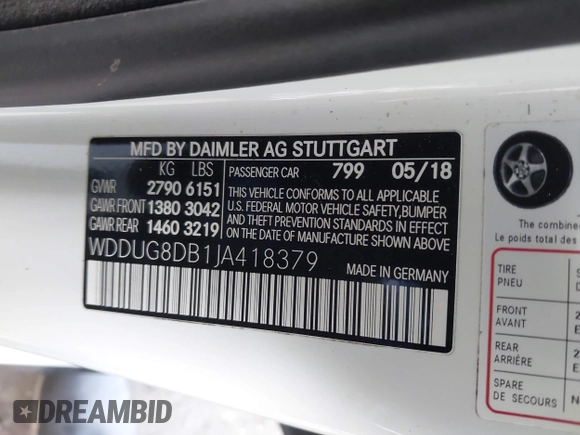 MFD BY DAIMLER AG STUTTGART
KG LBS PASSENGER CAR 799 05/18
GVWR 2790 6151 THIS VEHICLE CONFORMS TO ALL APPLICABLE
GAWR FRONT 1380 3042 U.S. FEDERAL MOTOR VEHICLE SAFETY,BUMPER
GAWR REAR 1460 3219 AND THEFT PREVENTION STANDARDS IN EFFECT
ON THE DATE OF MANUFACTURE SHOWN ABOVE.
WDDUG8DB1JA418379
MADE IN GERMANY
The combined
Le poids total des
TIRE
PNEU
FRONT
AVANT
REAR
ARRIÈRE
SPARE
DE SECOURS
DREAMBID